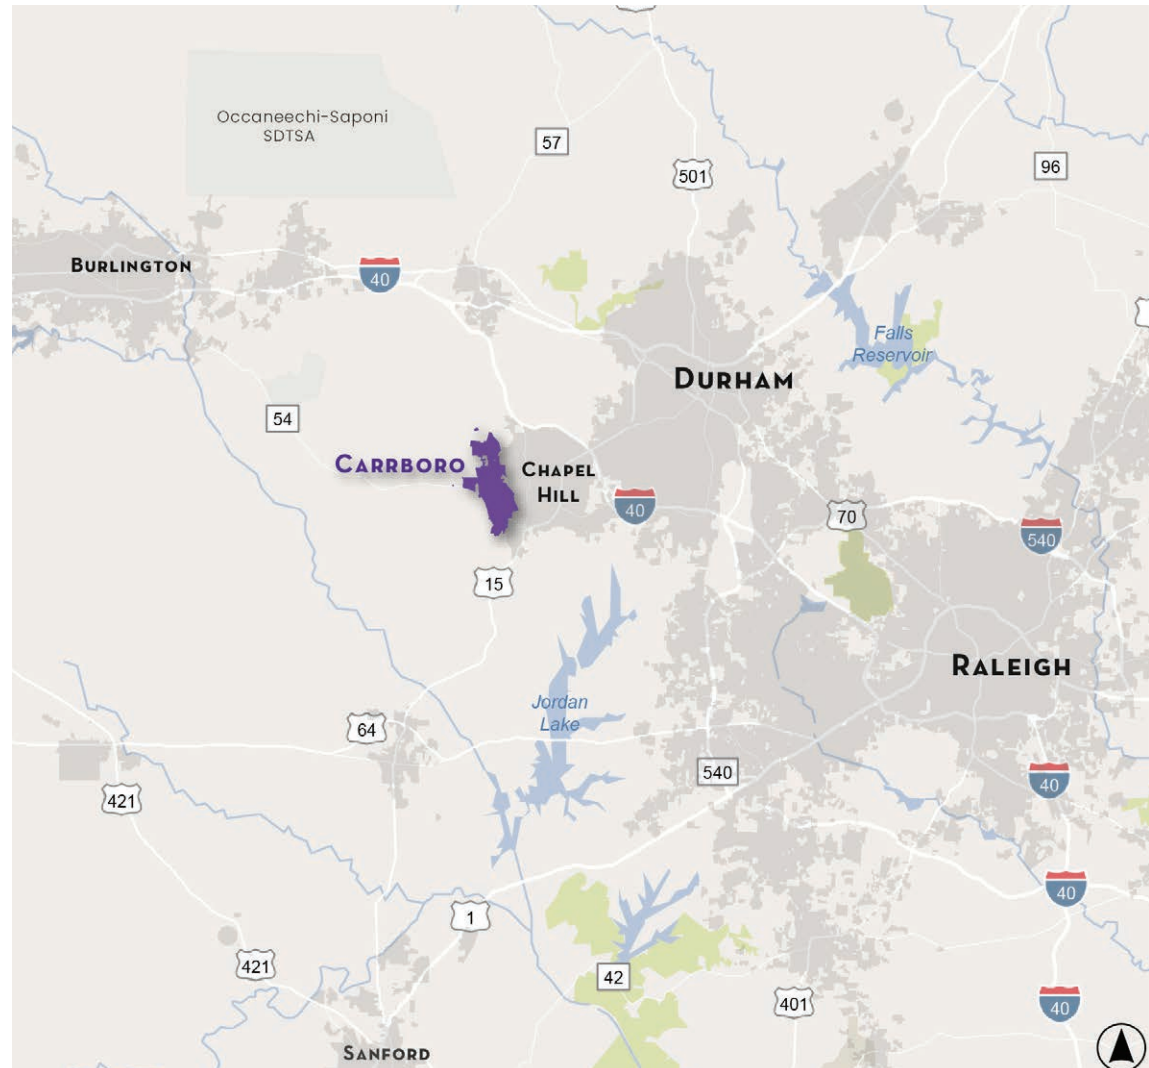 Occaneechi-Saponi
SDTSA
57
501
96
BURLINGTON
40
Falls
Reservoir
DURHAM
54
CARRBORO
CHAPEL
HILL
40
70
540
15
RALEIGH
Jordan
Lake
64
540
40
421
40
1
421
42
401
40
SANFORD